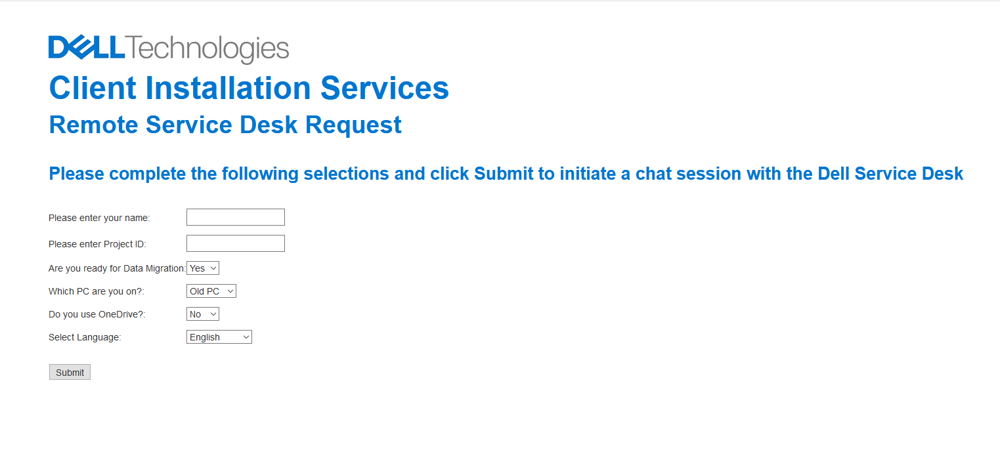 DELLTechnologies
Client Installation Services
Remote Service Desk Request
Please complete the following selections and click Submit to initiate a chat session with the Dell Service Desk
Please enter your name:
Please enter Project ID:
Are you ready for Data Migration: Yes
Which PC are you on?: Old PC
Do you use OneDrive?: No
Select Language: English
Submit